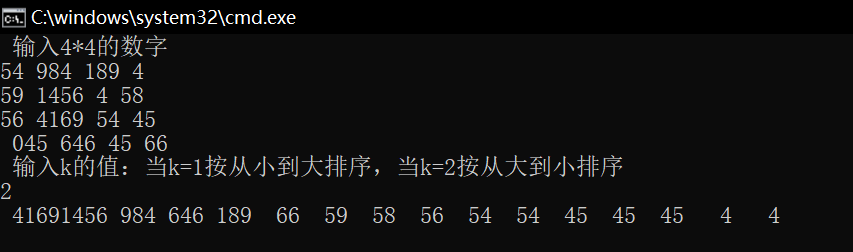 C:\windows\system32\cmd.exe
输入4*4的数字
54 984 189 4
59 1456 4 58
56 4169 54 45
045 646 45 66
输入k的值：当k=1按从小到大排序，当k=2按从大到小排序
2
41691456 984 646 189  66  59  58  56  54  54  45  45  45   4   4